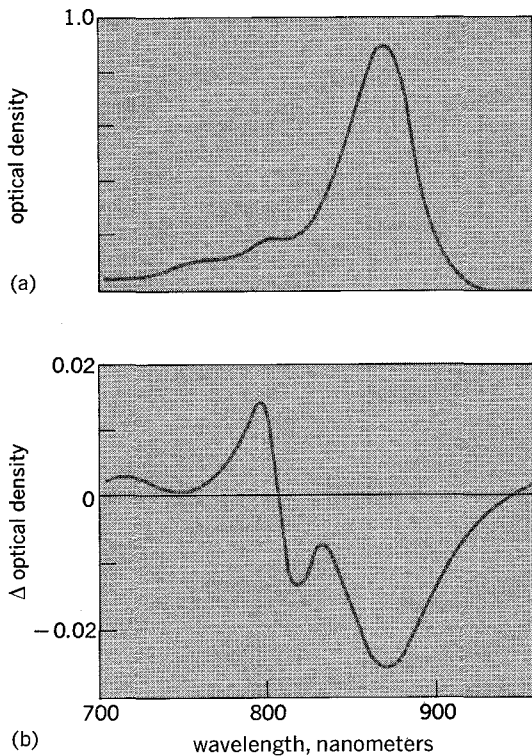 1.0
optical density
(a)
0.02
0
−0.02
Δ optical density
700
800
900
(b)
wavelength, nanometers